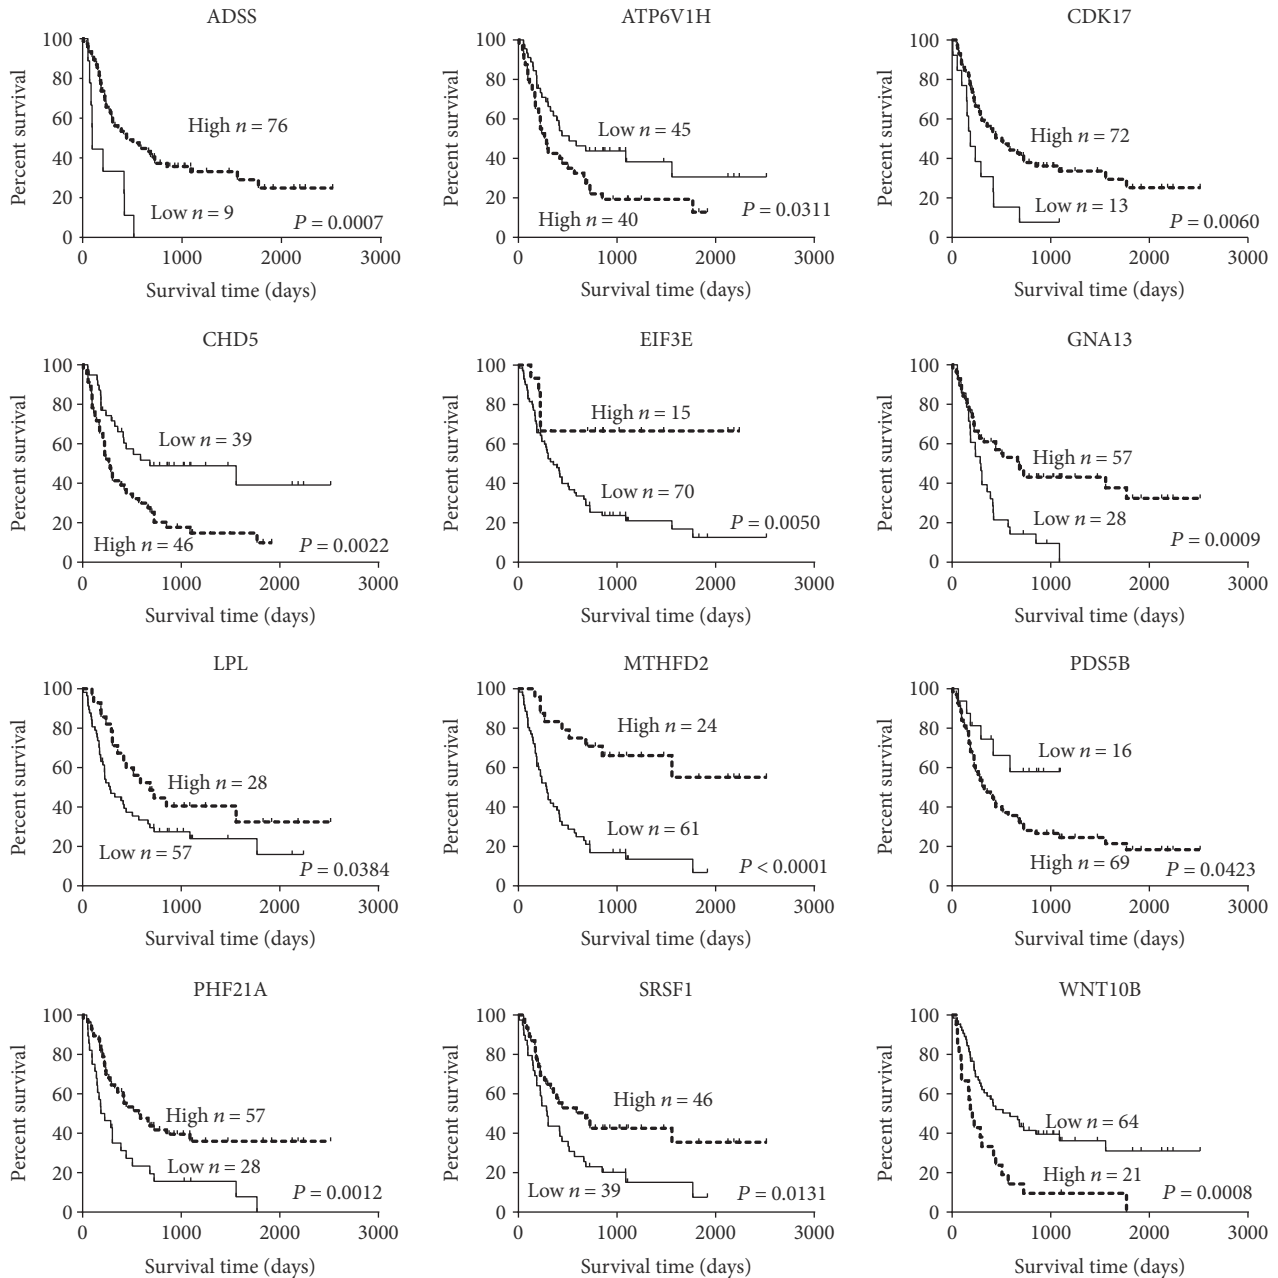 ADSS
Percent survival
100
80
60
40
20
0
High n = 76
Low n = 9
P = 0.0007
0 1000 2000 3000
Survival time (days)
ATP6V1H
Percent survival
100
80
60
40
20
0
Low n = 45
High n = 40
P = 0.0311
0 1000 2000 3000
Survival time (days)
CDK17
Percent survival
100
80
60
40
20
0
High n = 72
Low n = 13
P = 0.0060
0 1000 2000 3000
Survival time (days)
CHD5
Percent survival
100
80
60
40
20
0
Low n = 39
High n = 46
P = 0.0022
0 1000 2000 3000
Survival time (days)
EIF3E
Percent survival
100
80
60
40
20
0
High n = 15
Low n = 70
P = 0.0050
0 1000 2000 3000
Survival time (days)
GNA13
Percent survival
100
80
60
40
20
0
High n = 57
Low n = 28
P = 0.0009
0 1000 2000 3000
Survival time (days)
LPL
Percent survival
100
80
60
40
20
0
High n = 28
Low n = 57
P = 0.0384
0 1000 2000 3000
Survival time (days)
MTHFD2
Percent survival
100
80
60
40
20
0
High n = 24
Low n = 61
P < 0.0001
0 1000 2000 3000
Survival time (days)
PDS5B
Percent survival
100
80
60
40
20
0
Low n = 16
High n = 69
P = 0.0423
0 1000 2000 3000
Survival time (days)
PHF21A
Percent survival
100
80
60
40
20
0
High n = 57
Low n = 28
P = 0.0012
0 1000 2000 3000
Survival time (days)
SRSF1
Percent survival
100
80
60
40
20
0
High n = 46
Low n = 39
P = 0.0131
0 1000 2000 3000
Survival time (days)
WNT10B
Percent survival
100
80
60
40
20
0
Low n = 64
High n = 21
P = 0.0008
0 1000 2000 3000
Survival time (days)